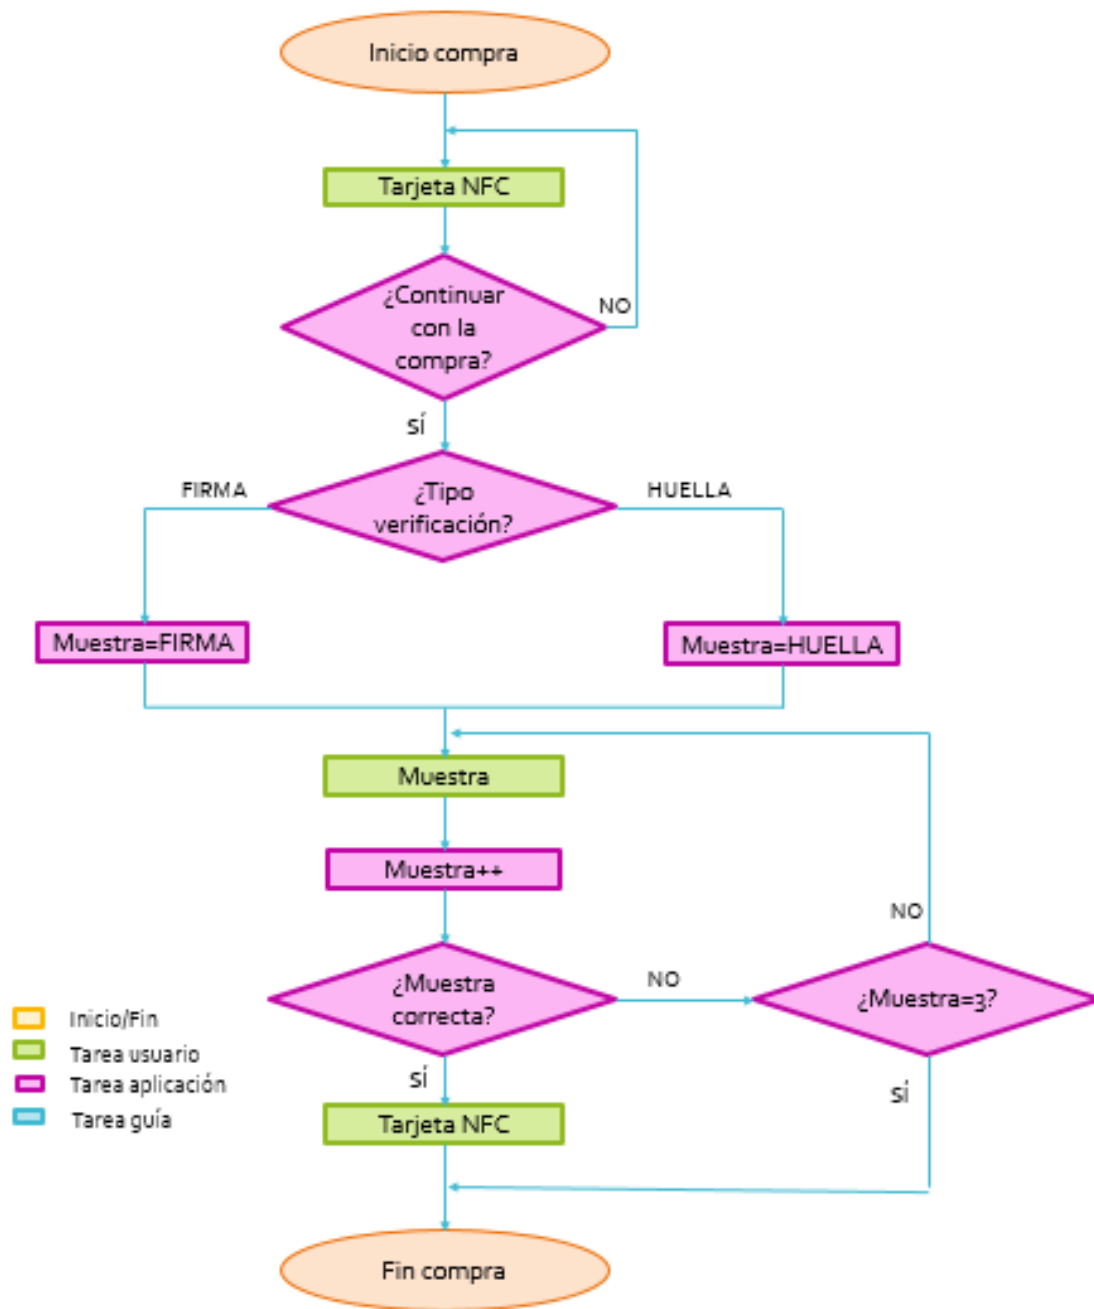 Inicio compra
Tarjeta NFC
¿Continuar
con la
compra?
NO
SÍ
¿Tipo
verificación?
FIRMA
HUELLA
Muestra=FIRMA
Muestra=HUELLA
Muestra
Muestra++
¿Muestra
correcta?
NO
¿Muestra=3?
NO
SÍ
SÍ
Tarjeta NFC
Fin compra
Inicio/Fin
Tarea usuario
Tarea aplicación
Tarea guía